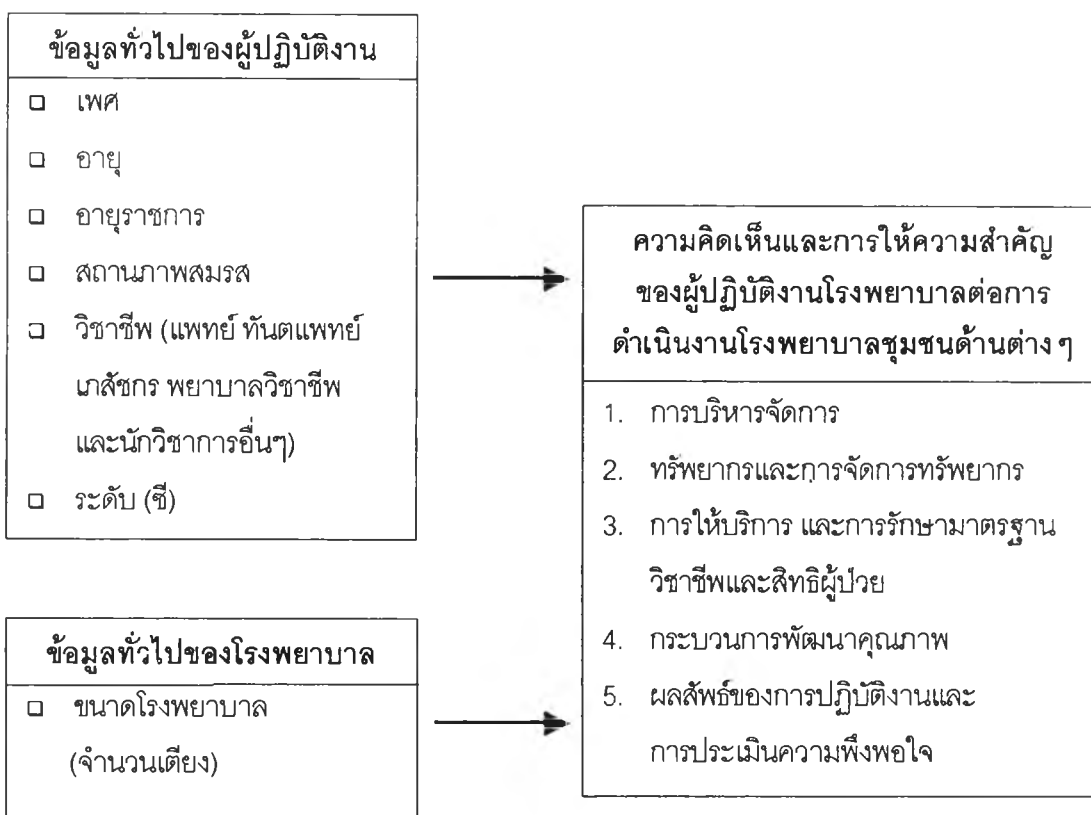 ข้อมูลทั่วไปของผู้ปฏิบัติงาน
เพศ
อายุ
อายุราชการ
สถานภาพสมรส
วิชาชีพ (แพทย์ ทันตแพทย์
เภสัชกร พยาบาลวิชาชีพ
และนักวิชาการอื่นๆ)
ระดับ (ซี)
ข้อมูลทั่วไปของโรงพยาบาล
ขนาดโรงพยาบาล
(จำนวนเตียง)
ความคิดเห็นและการให้ความสำคัญ
ของผู้ปฏิบัติงานโรงพยาบาลต่อการ
ดำเนินงานโรงพยาบาลชุมชนด้านต่าง ๆ
1. การบริหารจัดการ
2. ทรัพยากรและการจัดการทรัพยากร
3. การให้บริการ และการรักษามาตรฐาน
วิชาชีพและสิทธิผู้ป่วย
4. กระบวนการพัฒนาคุณภาพ
5. ผลสัพธ์ของการปฏิบัติงานและ
การประเมินความพึงพอใจ